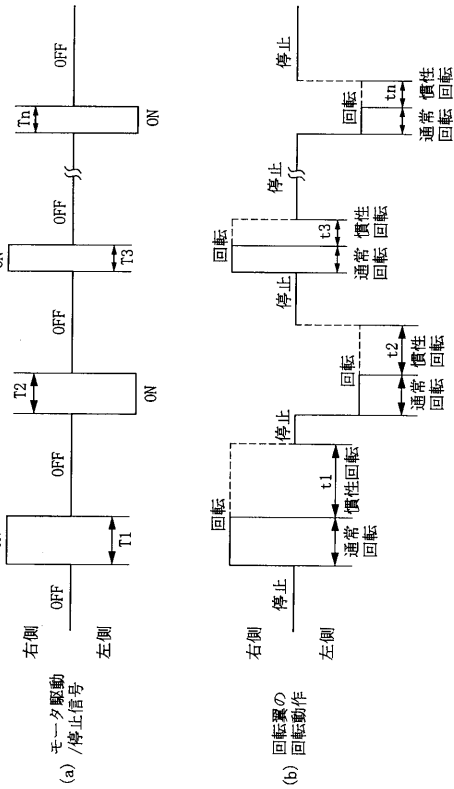 (a) モータ駆動
/停止信号
右側
左側
OFF
T1
OFF
T2
ON
OFF
T3
OFF
Tn
ON
OFF
(b) 回転翼の
回転動作
右側
左側
停止
回転
通常
回転
t1
慣性回転
停止
回転
通常
回転
t2
慣性
回転
停止
回転
通常
回転
t3
慣性
回転
停止
回転
通常
回転
tn
慣性
回転
停止